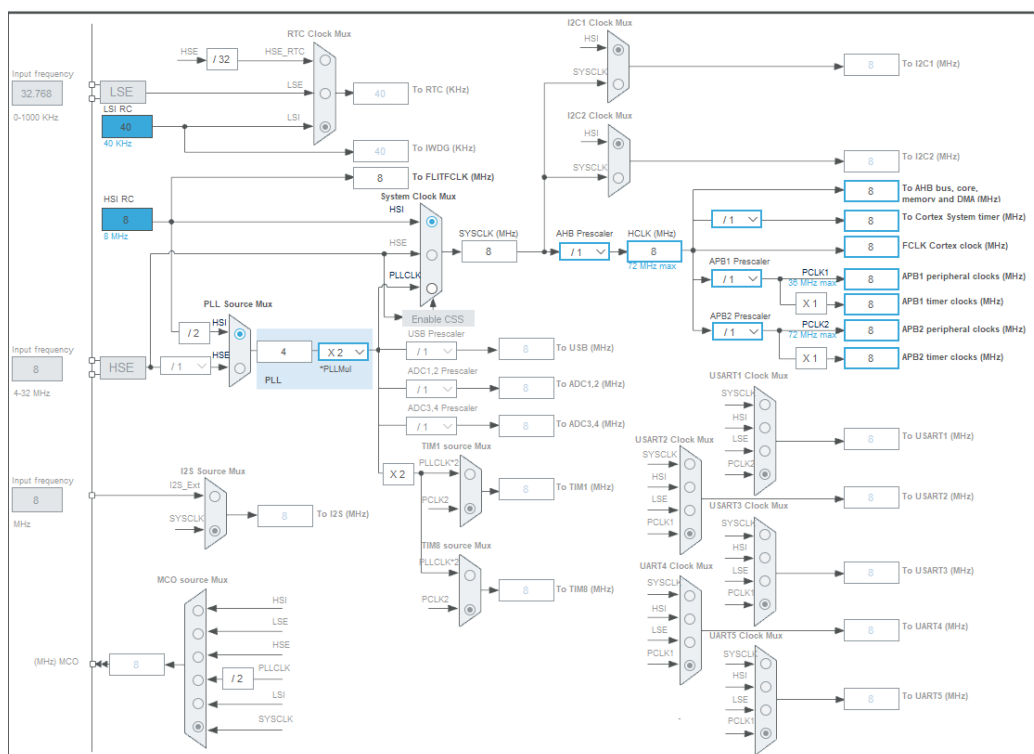 RTC Clock Mux
HSE
/ 32
HSE_RTC
Input frequency
32.768
0-1000 KHz
LSE
LSE
LSI RC
40
40 KHz
LSI
40
To RTC (KHz)
40
To IWDG (KHz)
8
To FLITFCLK (MHz)
HSI RC
8
8 MHz
System Clock Mux
HSI
HSE
PLLCLK
Enable CSS
SYSCLK (MHz)
8
AHB Prescaler
/ 1
HCLK (MHz)
8
72 MHz max
I2C1 Clock Mux
HSI
SYSCLK
8
To I2C1 (MHz)
I2C2 Clock Mux
HSI
SYSCLK
8
To I2C2 (MHz)
8
To AHB bus, core,
memory and DMA (MHz)
/ 1
8
To Cortex System timer (MHz)
8
FCLK Cortex clock (MHz)
APB1 Prescaler
/ 1
PCLK1
36 MHz max
8
APB1 peripheral clocks (MHz)
X 1
8
APB1 timer clocks (MHz)
APB2 Prescaler
/ 1
PCLK2
72 MHz max
8
APB2 peripheral clocks (MHz)
X 1
8
APB2 timer clocks (MHz)
PLL Source Mux
/ 2
HSI
HSE
Input frequency
8
4-32 MHz
HSE
/ 1
4
X 2
*PLLMul
PLL
USB Prescaler
/ 1
8
To USB (MHz)
ADC1,2 Prescaler
/ 1
8
To ADC1,2 (MHz)
ADC3,4 Prescaler
/ 1
8
To ADC3,4 (MHz)
X 2
TIM1 source Mux
PLLCLK*2
PCLK2
8
To TIM1 (MHz)
TIM8 source Mux
PLLCLK*2
PCLK2
8
To TIM8 (MHz)
Input frequency
8
MHz
I2S Source Mux
I2S_Ext
SYSCLK
8
To I2S (MHz)
MCO source Mux
HSI
LSE
HSE
PLLCLK
/ 2
LSI
SYSCLK
(MHz) MCO
8
USART1 Clock Mux
SYSCLK
HSI
LSE
PCLK2
8
To USART1 (MHz)
USART2 Clock Mux
SYSCLK
HSI
LSE
PCLK1
8
To USART2 (MHz)
USART3 Clock Mux
SYSCLK
HSI
LSE
PCLK1
8
To USART3 (MHz)
UART4 Clock Mux
SYSCLK
HSI
LSE
PCLK1
8
To UART4 (MHz)
UART5 Clock Mux
SYSCLK
HSI
LSE
PCLK1
8
To UART5 (MHz)